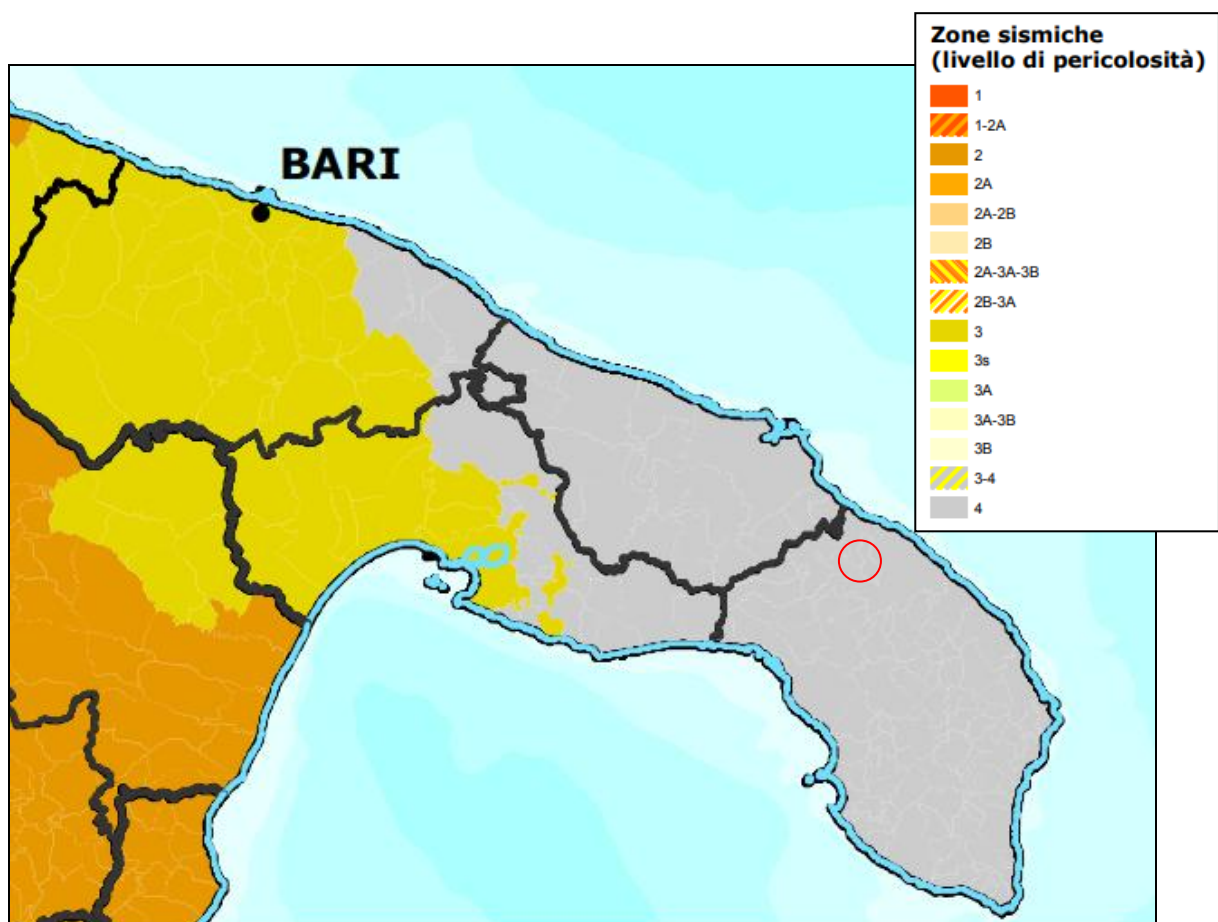 Zone sismiche
(livello di pericolosità)
1
1-2A
2
2A
2A-2B
2B
2A-3A-3B
2B-3A
3
3s
3A
3A-3B
3B
3-4
4
BARI